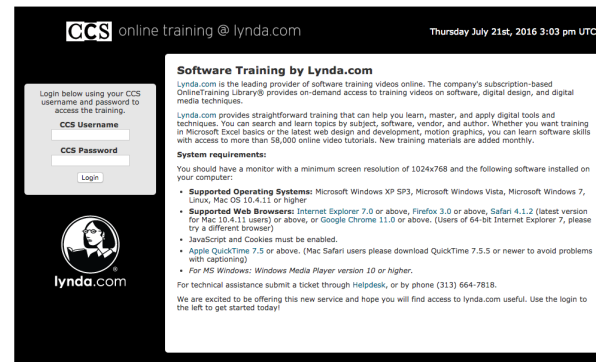 CCS online training @ lynda.com
Thursday July 21st, 2016 3:03 pm UTC
Login below using your CCS
username and password to
access the training.
CCS Username
CCS Password
Login
lynda.com
Software Training by Lynda.com
Lynda.com is the leading provider of software training videos online. The company's subscription-based
OnlineTraining Library® provides on-demand access to training videos on software, digital design, and digital
media techniques.
Lynda.com provides straightforward training that can help you learn, master, and apply digital tools and
techniques. You can search and learn topics by subject, software, vendor, and author. Whether you want training
in Microsoft Excel basics or the latest web design and development, motion graphics, you can learn software skills
with access to more than 58,000 online video tutorials. New training materials are added monthly.
System requirements:
You should have a monitor with a minimum screen resolution of 1024x768 and the following software installed on
your computer:
• Supported Operating Systems: Microsoft Windows XP SP3, Microsoft Windows Vista, Microsoft Windows 7,
Linux, Mac OS 10.4.11 or higher
• Supported Web Browsers: Internet Explorer 7.0 or above, Firefox 3.0 or above, Safari 4.1.2 (latest version
for Mac 10.4.11 users) or above, or Google Chrome 11.0 or above. (Users of 64-bit Internet Explorer 7, please
try a different browser)
• JavaScript and Cookies must be enabled.
• Apple QuickTime 7.5 or above. (Mac Safari users please download QuickTime 7.5.5 or newer to avoid problems
with captioning)
• For MS Windows: Windows Media Player version 10 or higher.
For technical assistance submit a ticket through Helpdesk, or by phone (313) 664-7818.
We are excited to be offering this new service and hope you will find access to lynda.com useful. Use the login to
the left to get started today!